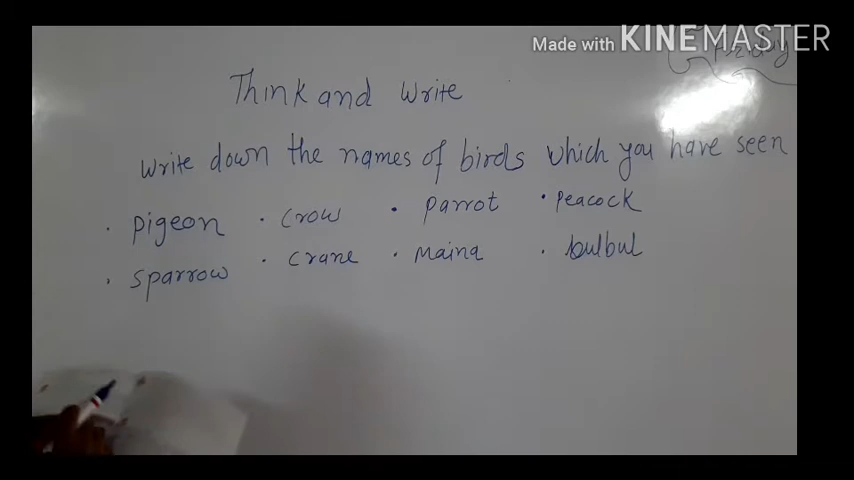 Made with KINEMASTER
Friday
Think and Write
Write down the names of birds which you have seen
• pigeon • Crow • Parrot • Peacock
• Sparrow • Crane • Maina • bulbul